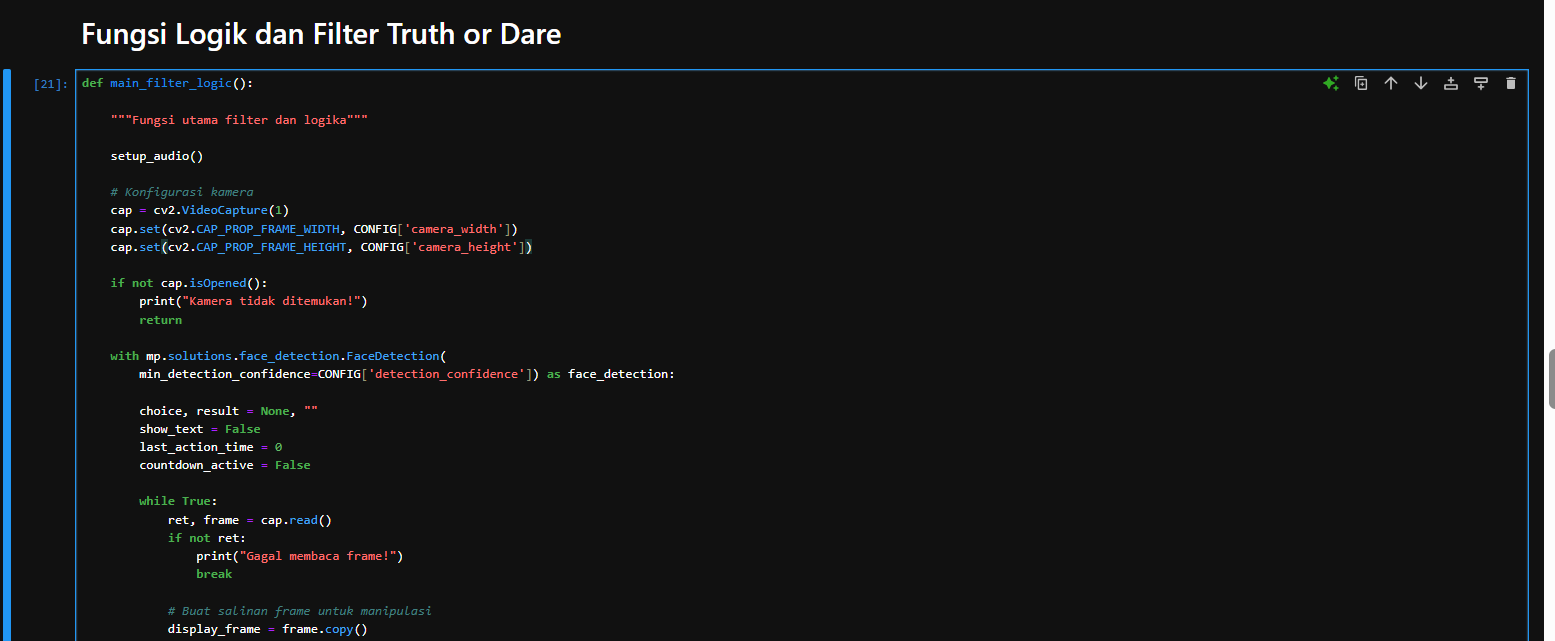 Fungsi Logik dan Filter Truth or Dare
[21]: def main_filter_logic():
"""Fungsi utama filter dan logika"""
setup_audio()
# Konfigurasi kamera
cap = cv2.VideoCapture(1)
cap.set(cv2.CAP_PROP_FRAME_WIDTH, CONFIG['camera_width'])
cap.set(cv2.CAP_PROP_FRAME_HEIGHT, CONFIG['camera_height'])
if not cap.isOpened():
print("Kamera tidak ditemukan!")
return
with mp.solutions.face_detection.FaceDetection(
min_detection_confidence=CONFIG['detection_confidence']) as face_detection:
choice, result = None, ""
show_text = False
last_action_time = 0
countdown_active = False
while True:
ret, frame = cap.read()
if not ret:
print("Gagal membaca frame!")
break
# Buat salinan frame untuk manipulasi
display_frame = frame.copy()